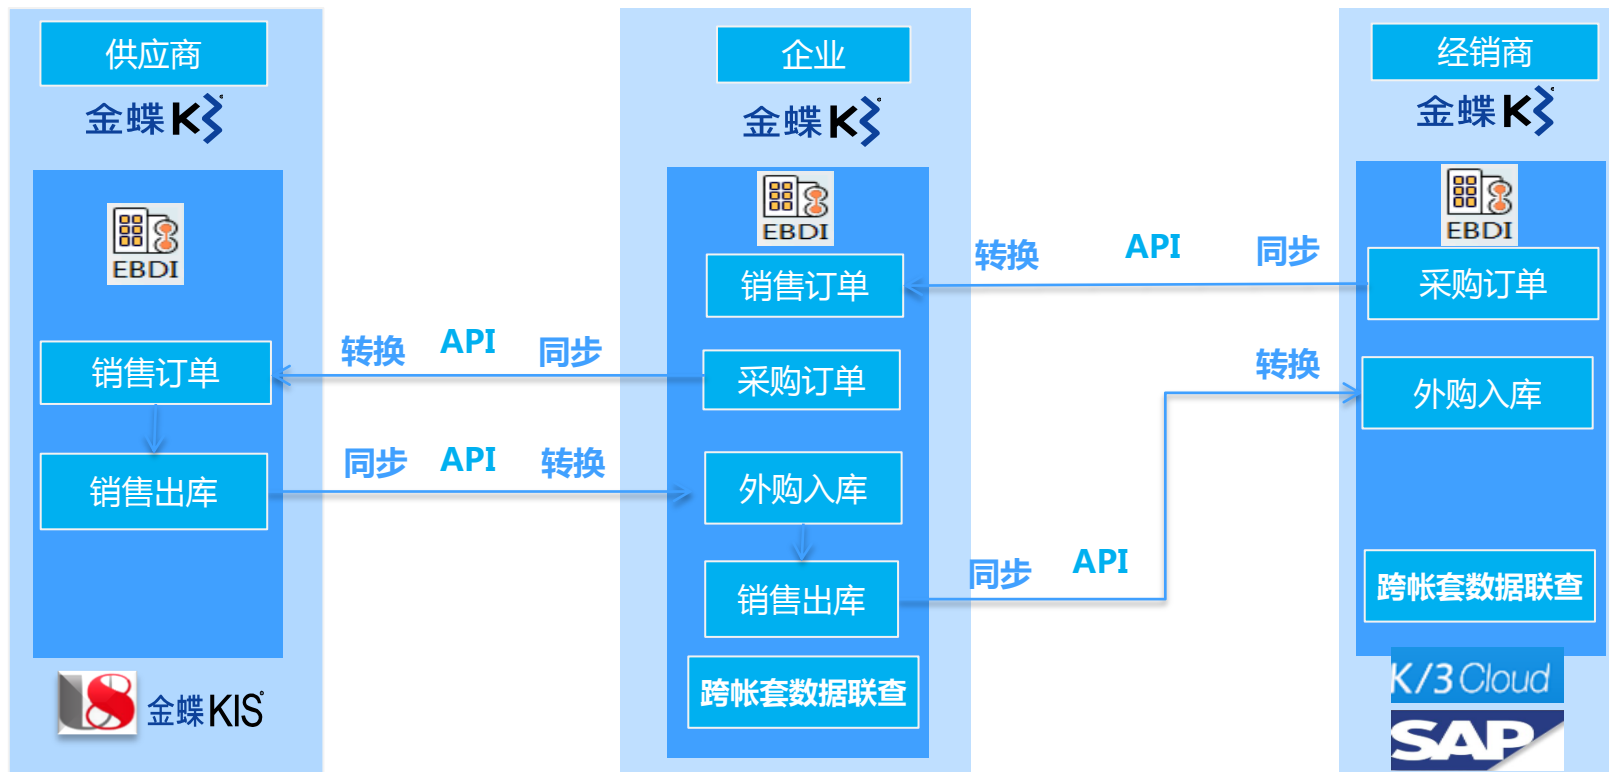 供应商
金蝶K3
EBDI
销售订单
销售出库
金蝶KIS
转换 API 同步
同步 API 转换
企业
金蝶K3
EBDI
销售订单
采购订单
外购入库
销售出库
跨帐套数据联查
转换 API 同步
转换
同步 API
经销商
金蝶K3
EBDI
采购订单
外购入库
跨帐套数据联查
K/3 Cloud
SAP